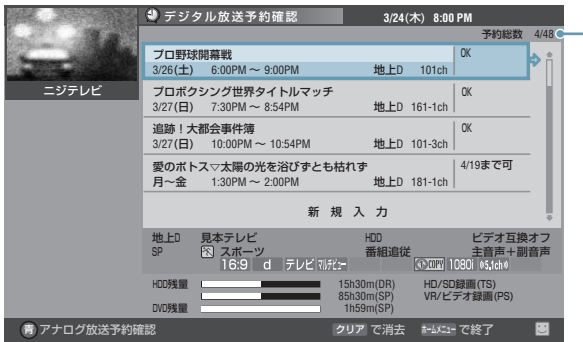 デジタル放送予約確認 3/24(木) 8:00 PM
予約総数 4/48
ニジテレビ
プロ野球開幕戦 OK
3/26(土) 6:00PM ～ 9:00PM 地上D 101ch
プロボクシング世界タイトルマッチ OK
3/27(日) 7:30PM ～ 8:54PM 地上D 161-1ch
追跡！大都会事件簿 OK
3/27(日) 10:00PM ～ 10:54PM 地上D 101-3ch
愛のボトス▽太陽の光を浴びずとも枯れず 4/19まで可
月～金 1:30PM ～ 2:00PM 地上D 181-1ch
新 規 入 力
地上D 見本テレビ HDD ビデオ互換オフ
SP スポーツ 番組追従 主音声＋副音声
16:9 d テレビ ﾏﾙﾁﾋﾞｭｰ COPY 1080i 5.1ch
HDD残量 15h30m(DR) HD/SD録画(TS)
85h30m(SP) VR/ビデオ録画(PS)
DVD残量 1h59m(SP)
青 アナログ放送予約確認 クリア で消去 ﾎｰﾑﾒﾆｭｰ で終了